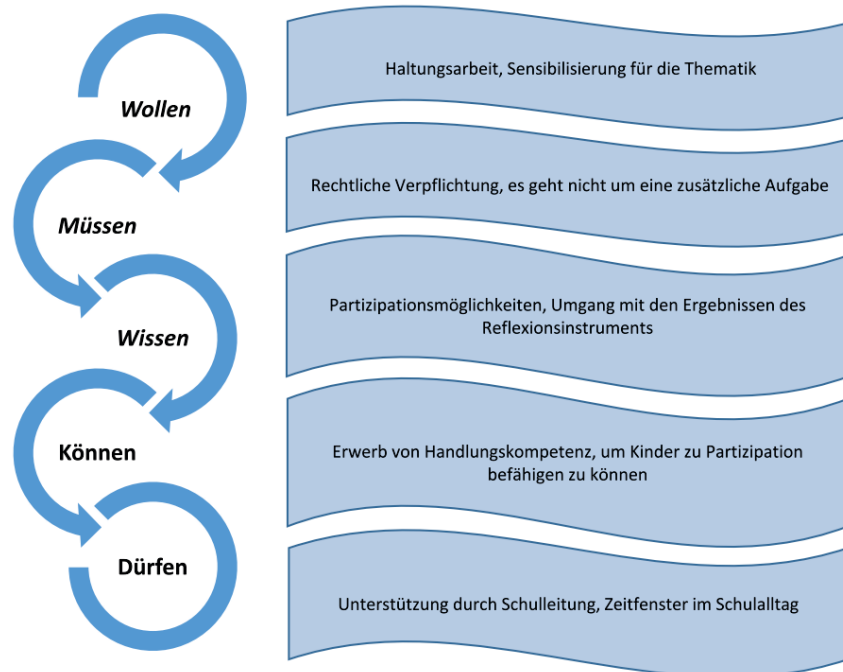 Wollen
Haltungsarbeit, Sensibilisierung für die Thematik
Müssen
Rechtliche Verpflichtung, es geht nicht um eine zusätzliche Aufgabe
Wissen
Partizipationsmöglichkeiten, Umgang mit den Ergebnissen des
Reflexionsinstruments
Können
Erwerb von Handlungskompetenz, um Kinder zu Partizipation
befähigen zu können
Dürfen
Unterstützung durch Schulleitung, Zeitfenster im Schulalltag